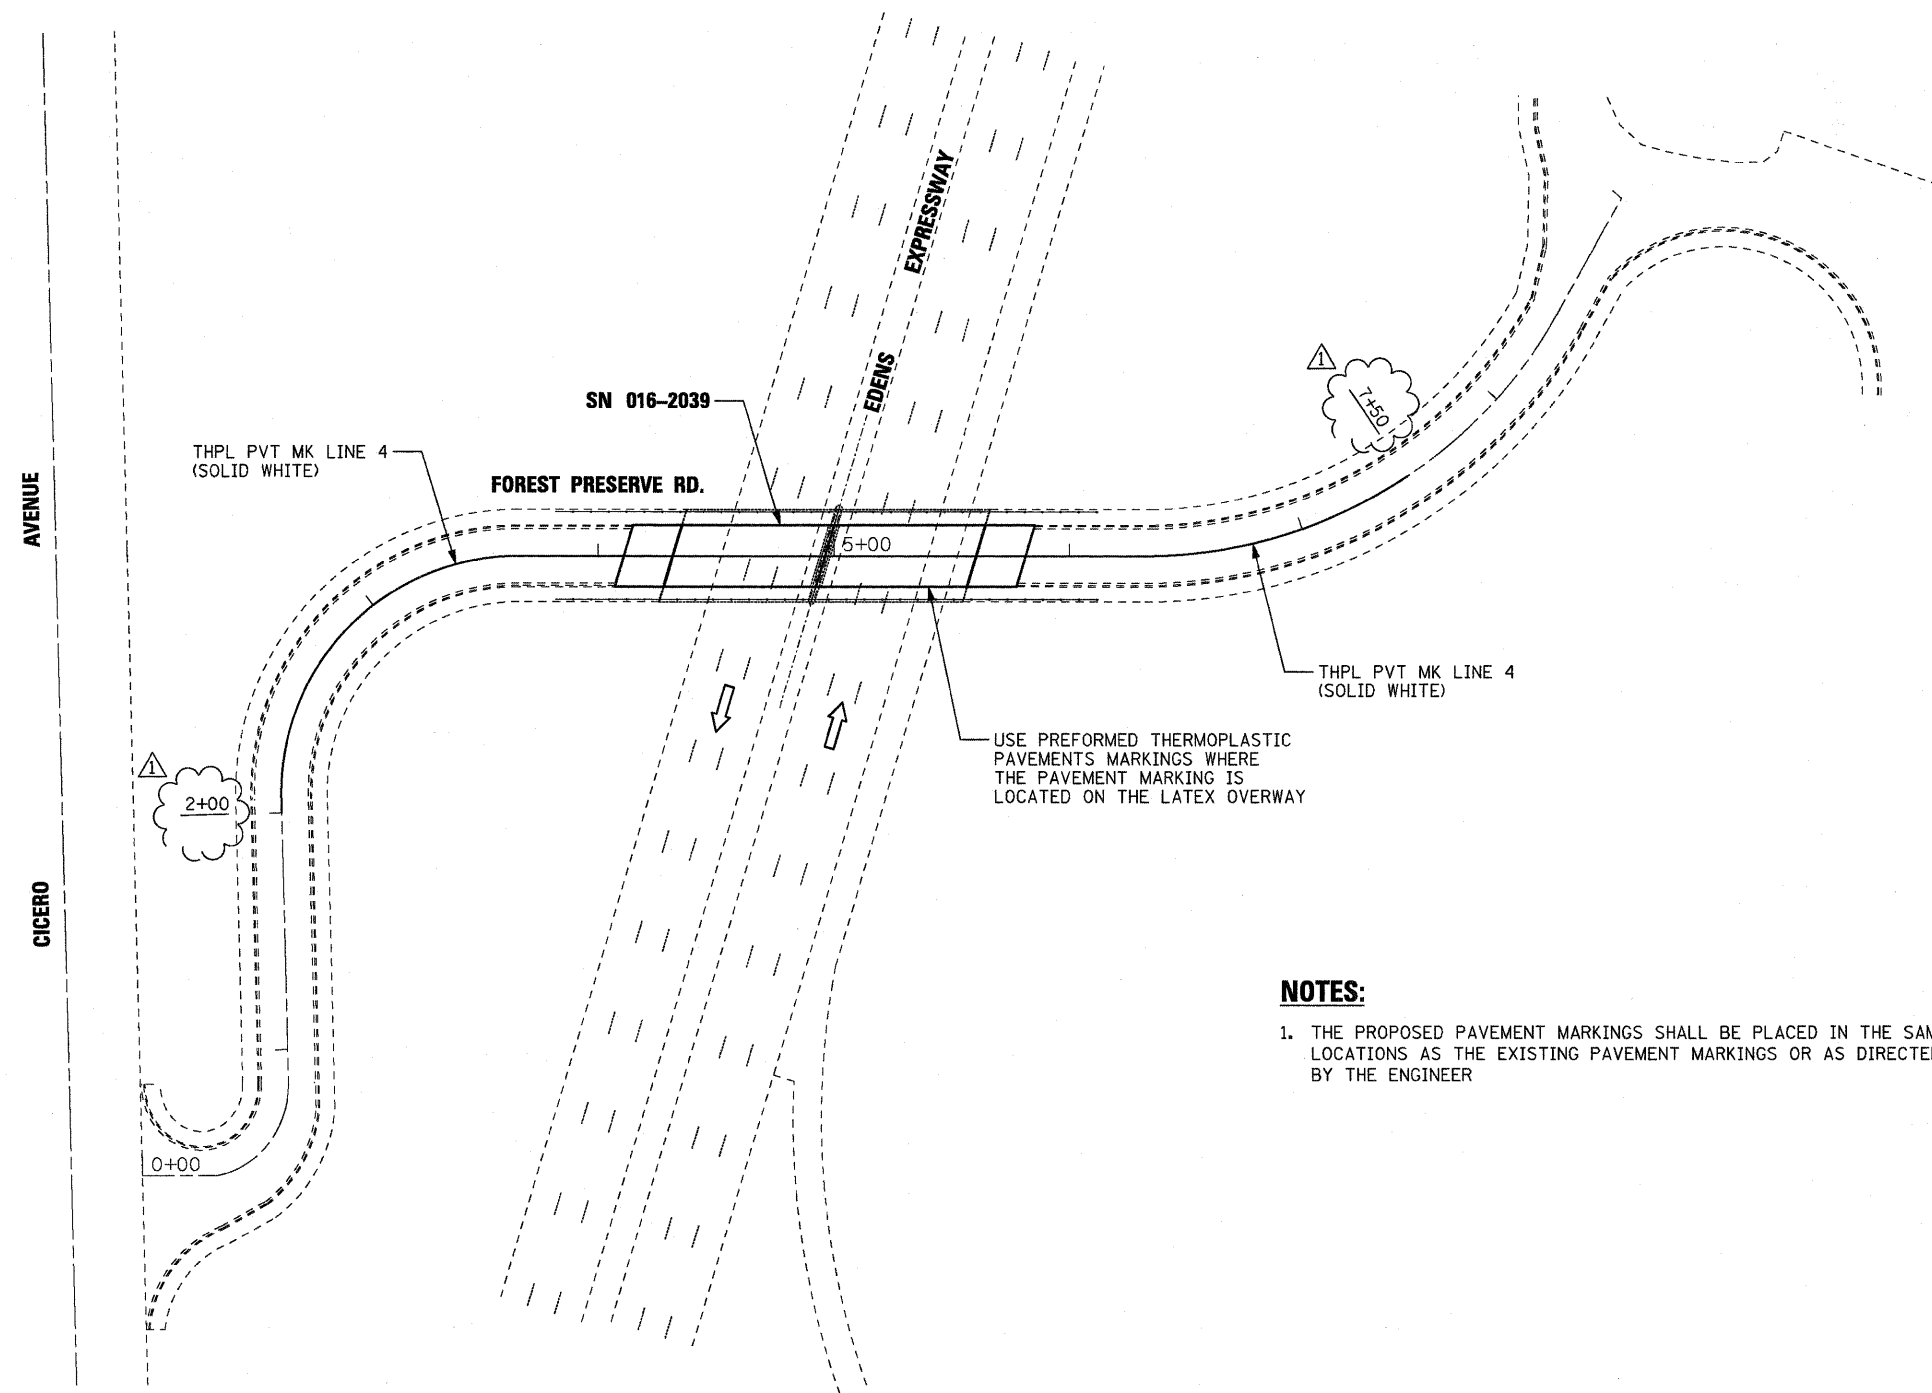 EXPRESSWAY
EDENS
1
7+50
SN 016-2039
THPL PVT MK LINE 4
(SOLID WHITE)
FOREST PRESERVE RD.
AVENUE
5+00
THPL PVT MK LINE 4
(SOLID WHITE)
USE PREFORMED THERMOPLASTIC
PAVEMENTS MARKINGS WHERE
THE PAVEMENT MARKING IS
LOCATED ON THE LATEX OVERWAY
1
2+00
CICERO
NOTES:
1. THE PROPOSED PAVEMENT MARKINGS SHALL BE PLACED IN THE SAM
LOCATIONS AS THE EXISTING PAVEMENT MARKINGS OR AS DIRECTE
BY THE ENGINEER
0+00